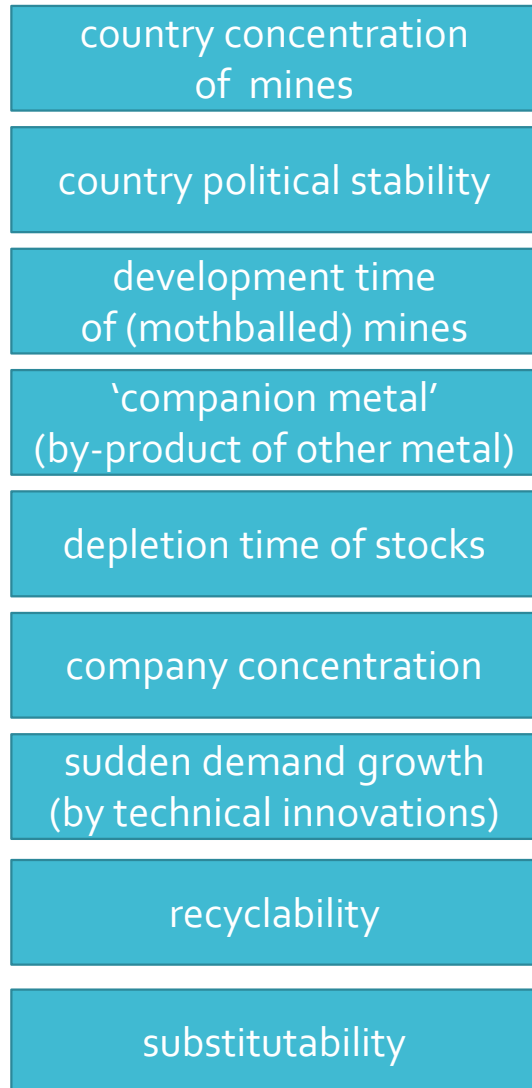 country concentration
of mines
country political stability
development time
of (mothballed) mines
‘companion metal’
(by-product of other metal)
depletion time of stocks
company concentration
sudden demand growth
(by technical innovations)
recyclability
substitutability